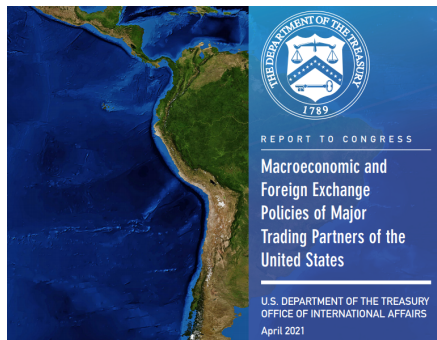 THE DEPARTMENT OF THE TREASURY
1789
REPORT TO CONGRESS
Macroeconomic and
Foreign Exchange
Policies of Major
Trading Partners of the
United States
U.S. DEPARTMENT OF THE TREASURY
OFFICE OF INTERNATIONAL AFFAIRS
April 2021